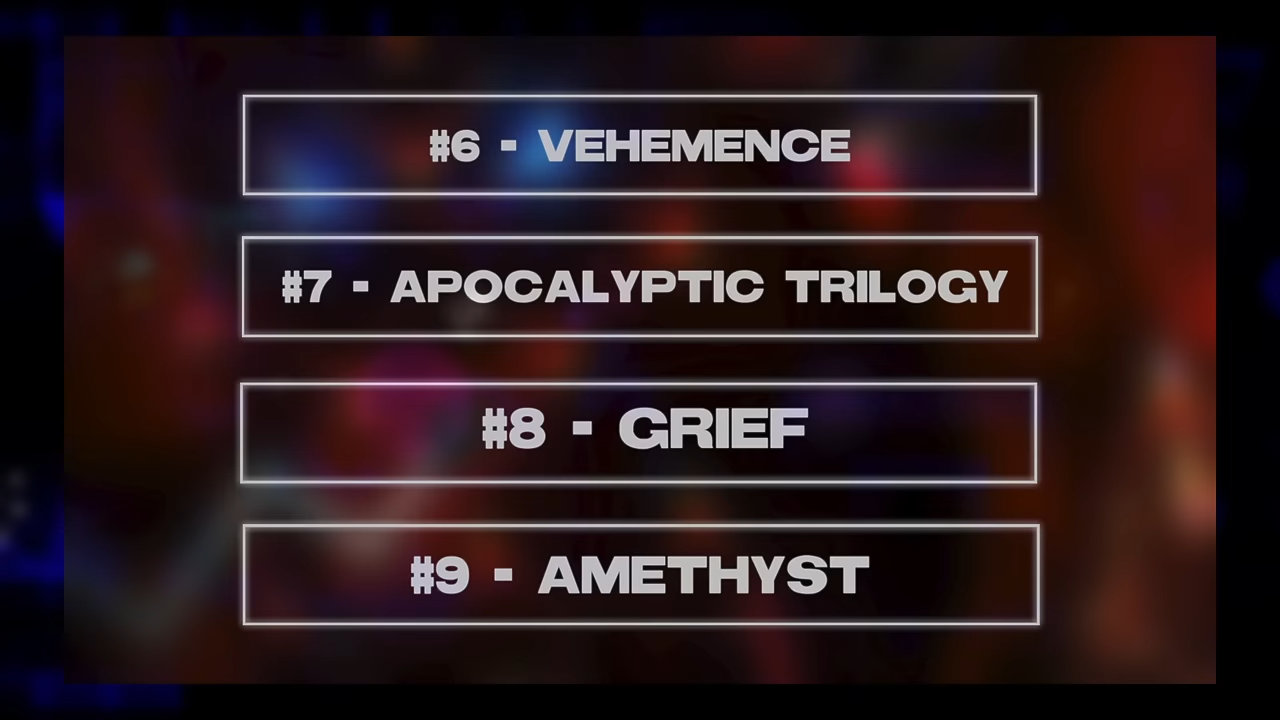 #6 - VEHEMENCE
#7 - APOCALYPTIC TRILOGY
#8 - GRIEF
#9 - AMETHYST